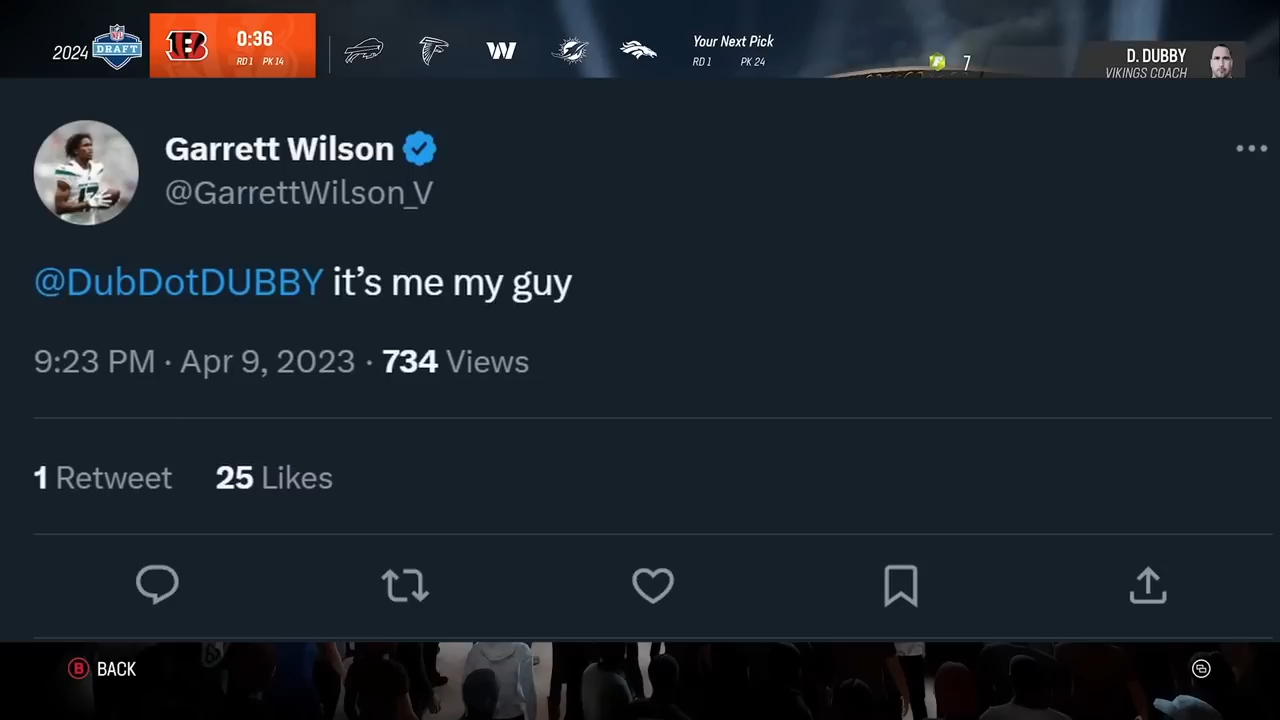 2024 NFL DRAFT
0:36
RD 1 PK 14
Your Next Pick
RD 1 PK 24
7
D. DUBBY
VIKINGS COACH
Garrett Wilson
@GarrettWilson_V
@DubDotDUBBY it’s me my guy
9:23 PM · Apr 9, 2023 · 734 Views
1 Retweet 25 Likes
B BACK